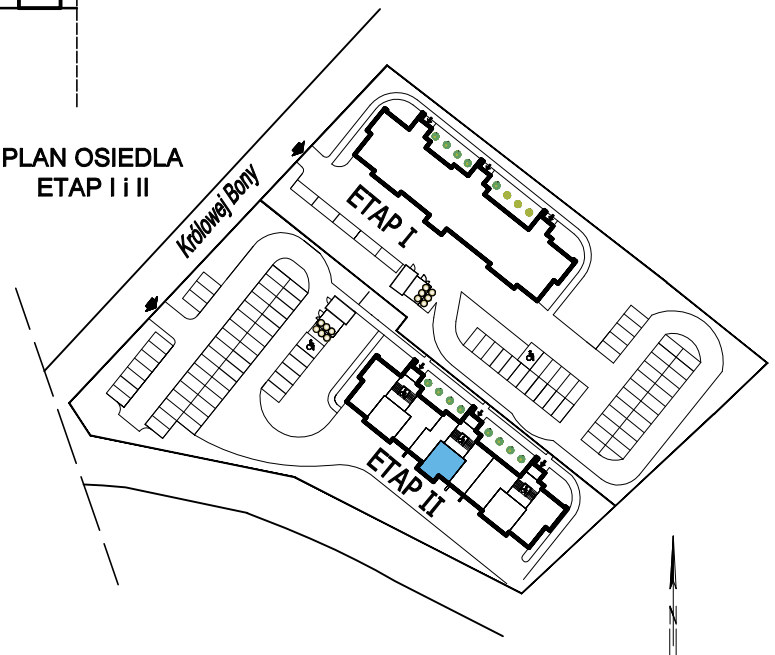 PLAN OSIEDLA
ETAP I i II
Królowej Bony
ETAP I
ETAP II
N